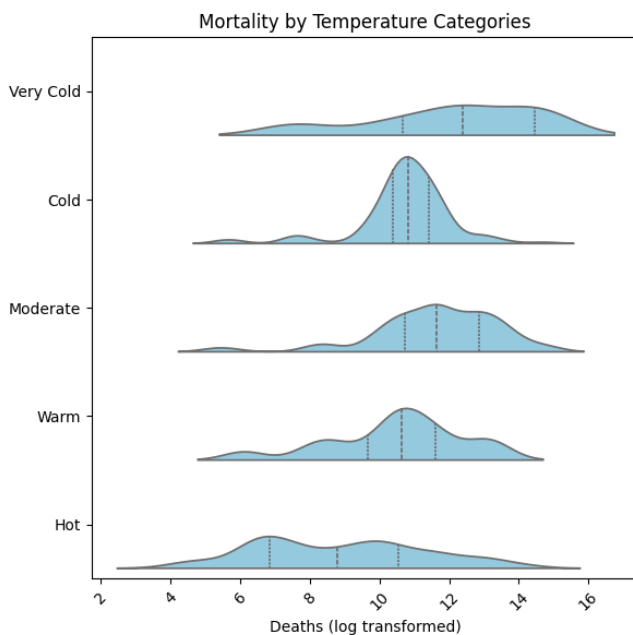 Mortality by Temperature Categories
Very Cold
Cold
Moderate
Warm
Hot
2 4 6 8 10 12 14 16
Deaths (log transformed)